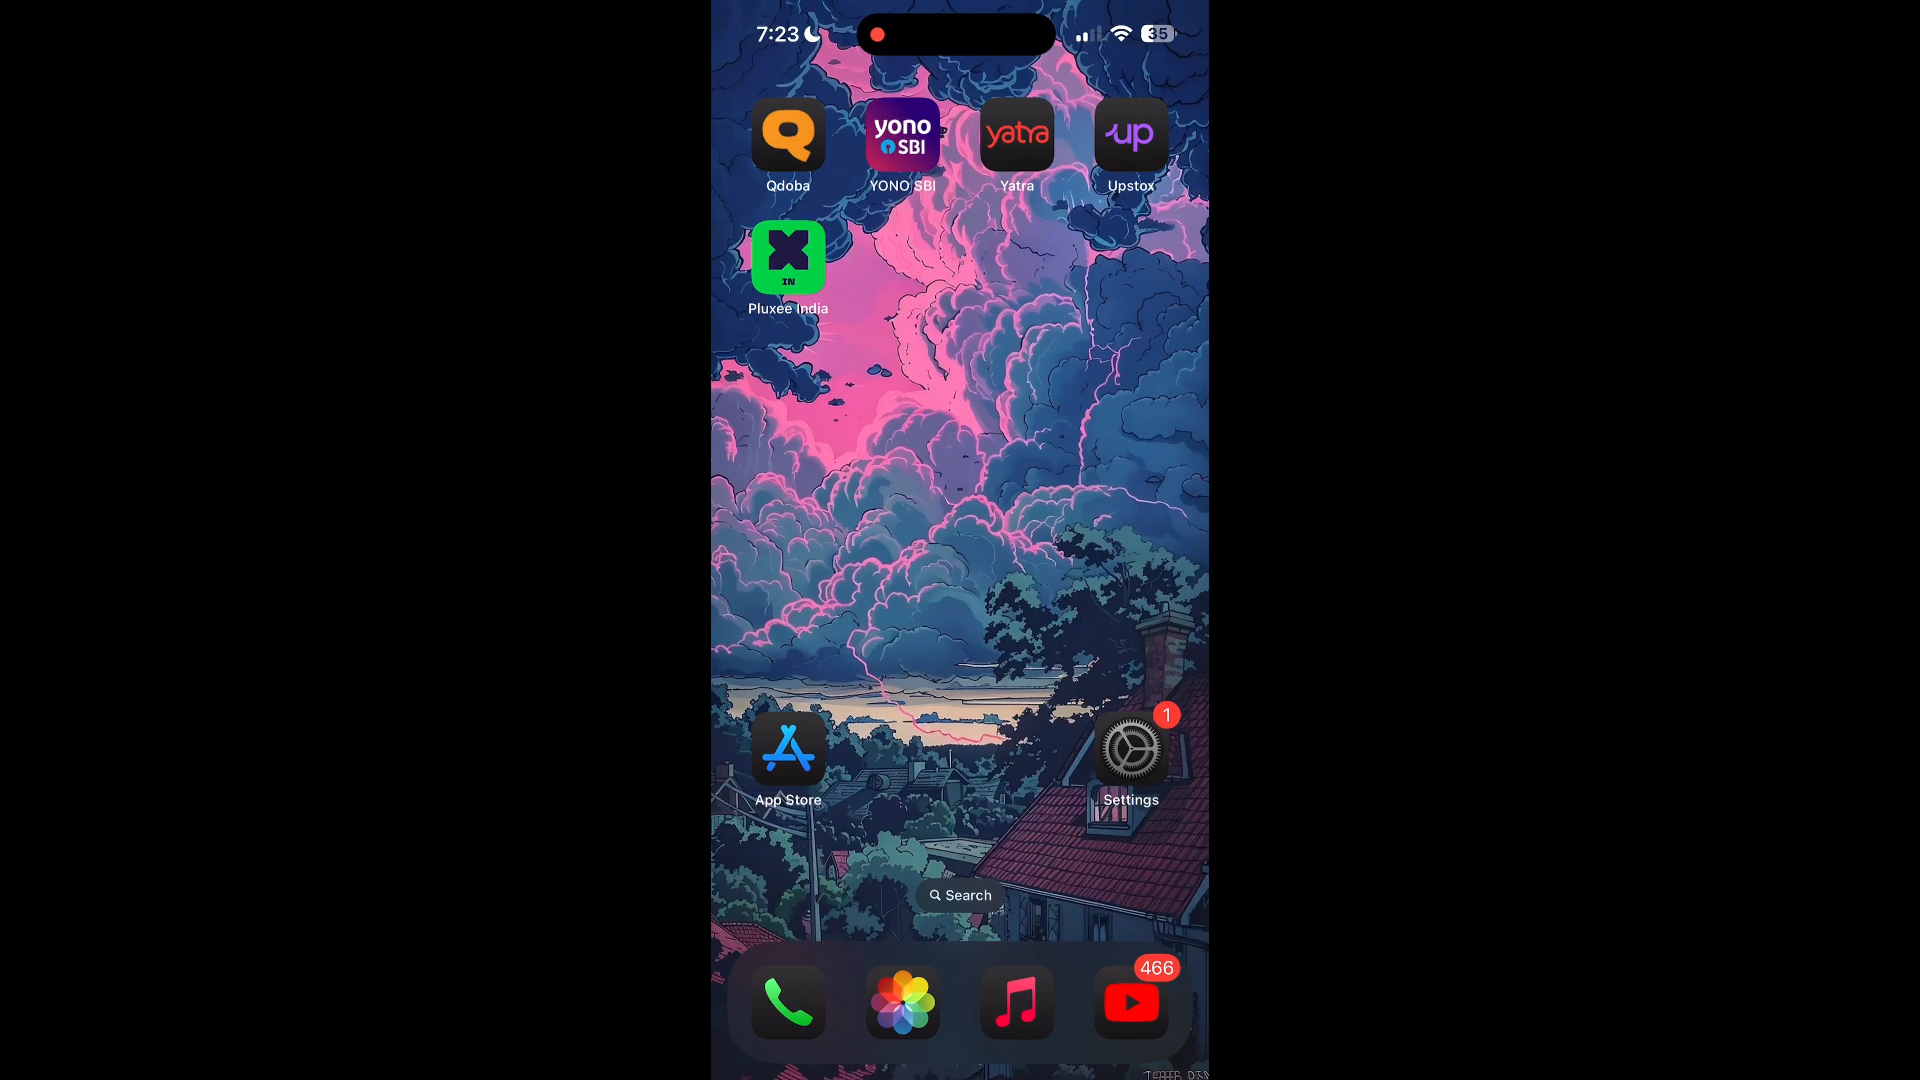 7:23
35
yono
SBI
yatra
up
Qdoba
YONO SBI
Yatra
Upstox
IN
Pluxee India
1
App Store
Settings
Search
466